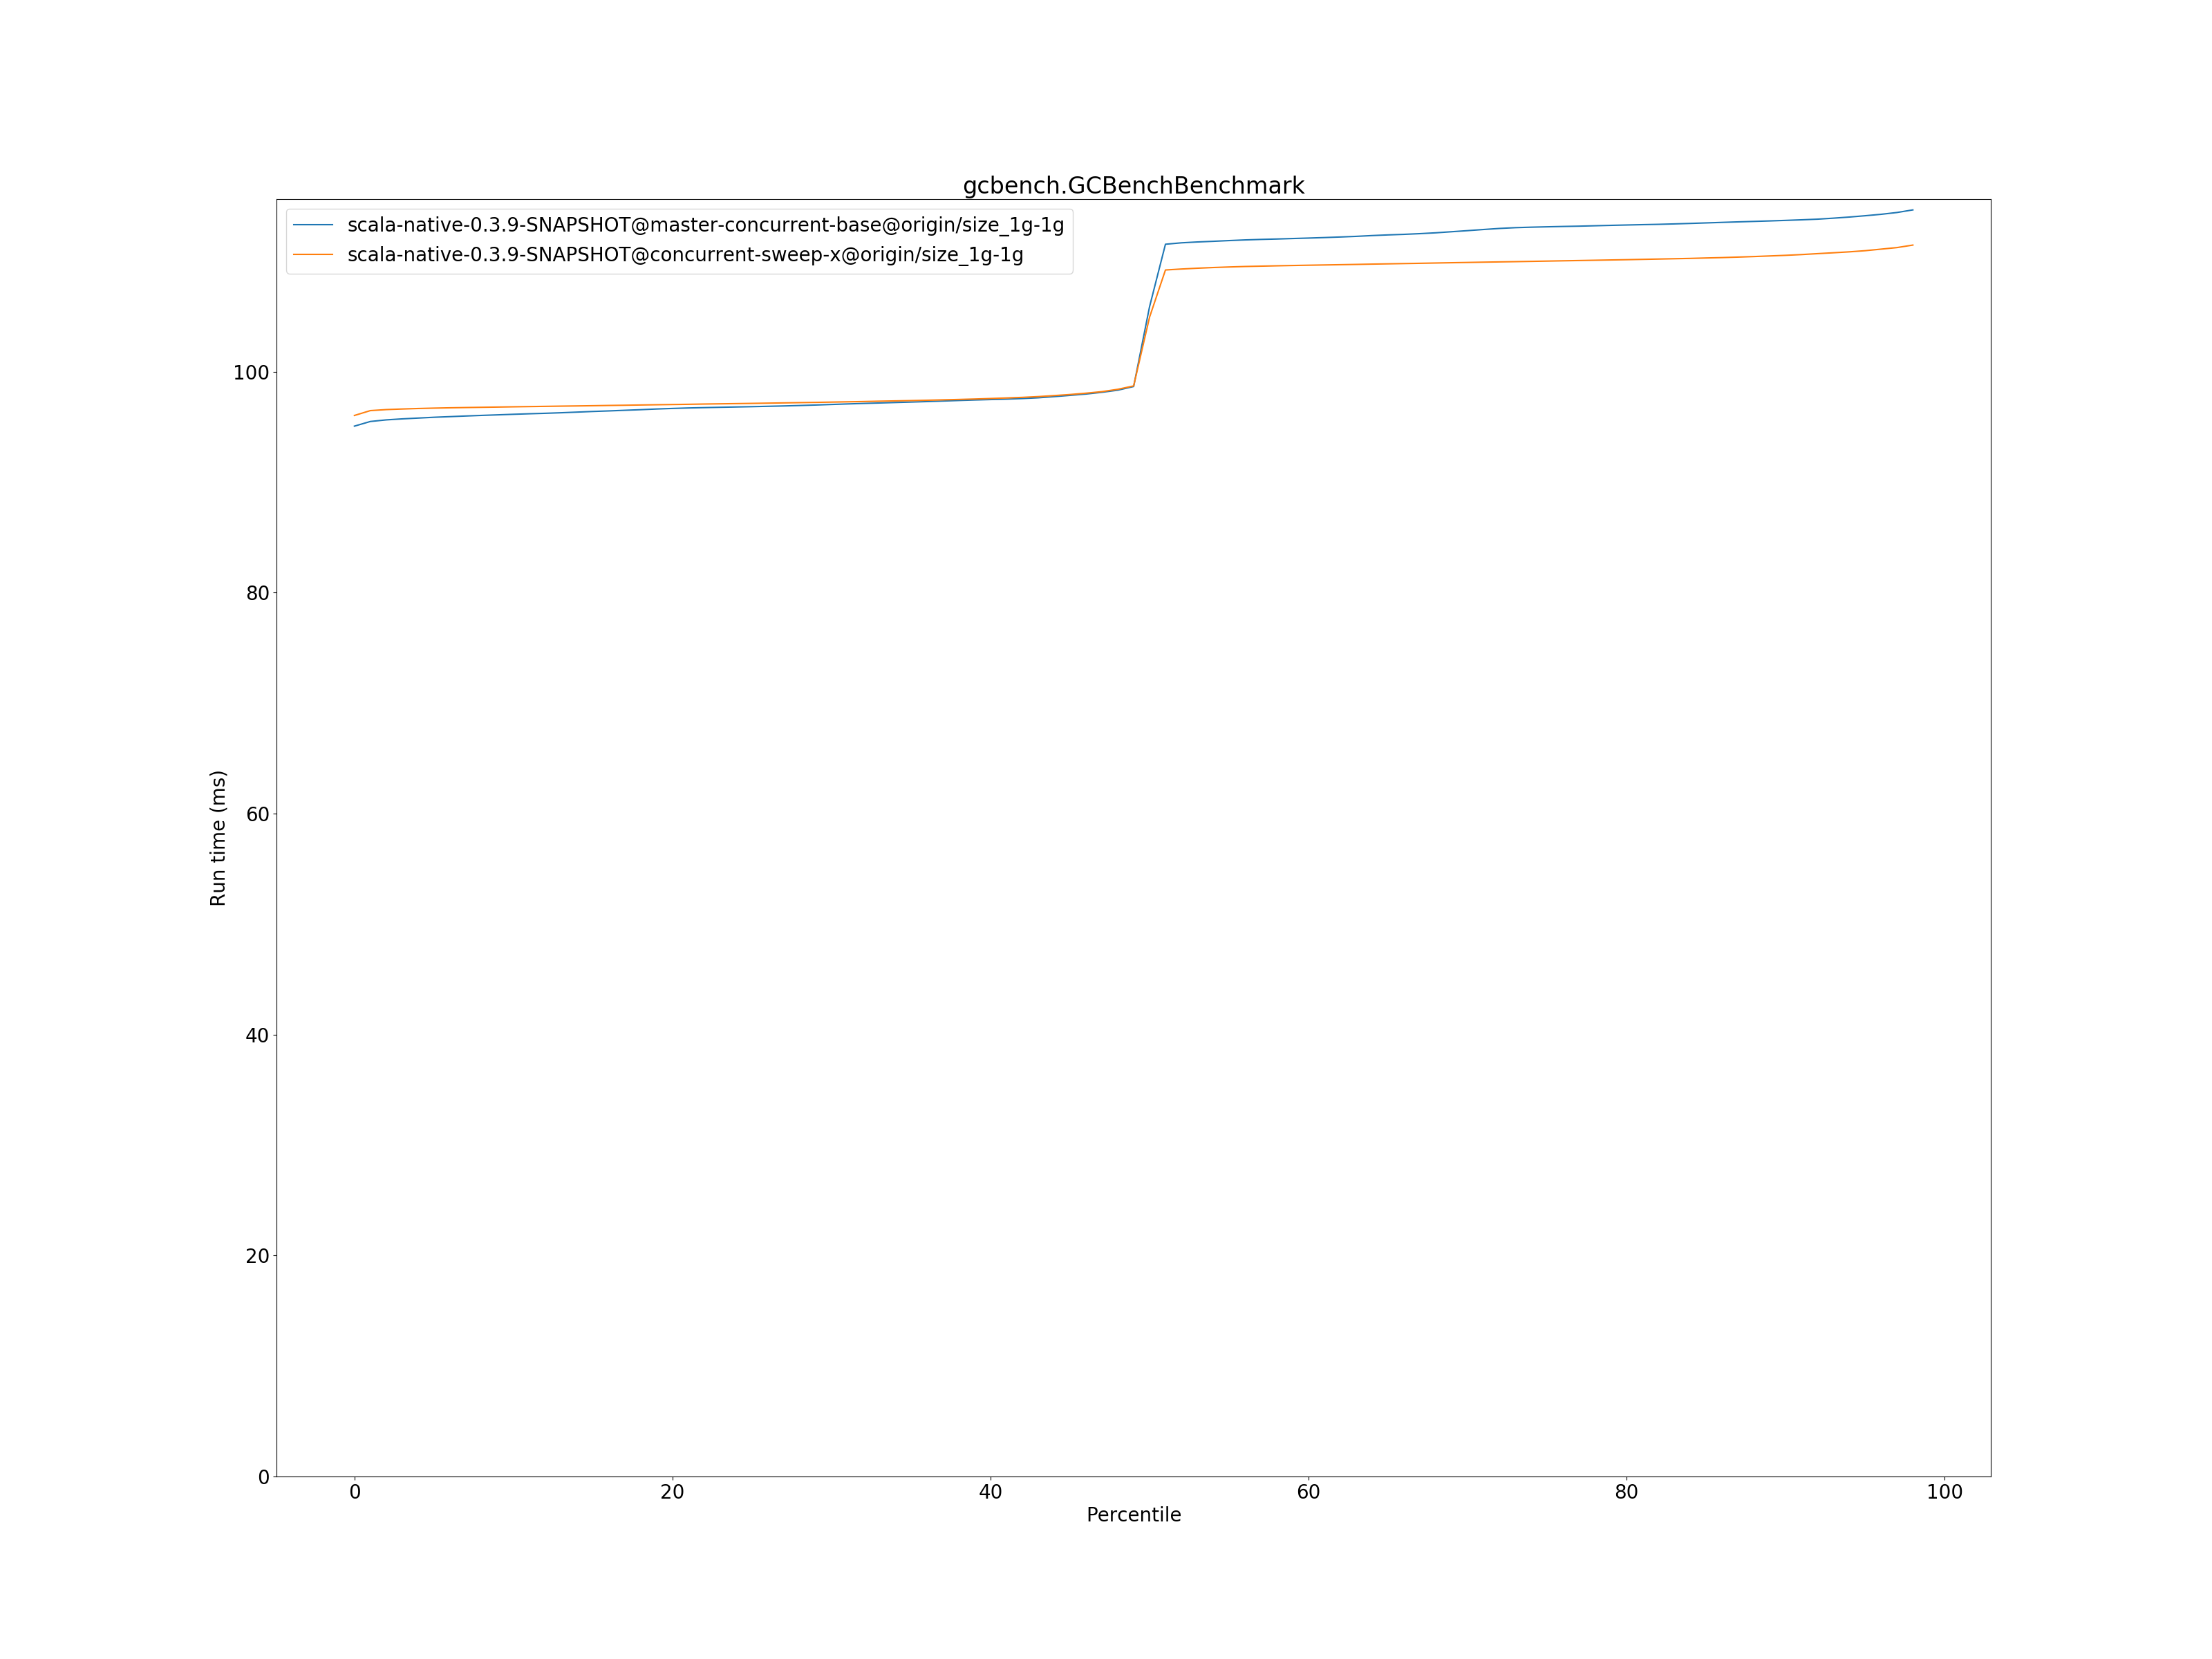 gcbench.GCBenchBenchmark
scala-native-0.3.9-SNAPSHOT@master-concurrent-base@origin/size_1g-1g
scala-native-0.3.9-SNAPSHOT@concurrent-sweep-x@origin/size_1g-1g
100
80
60
40
20
0
Run time (ms)
0 20 40 60 80 100
Percentile